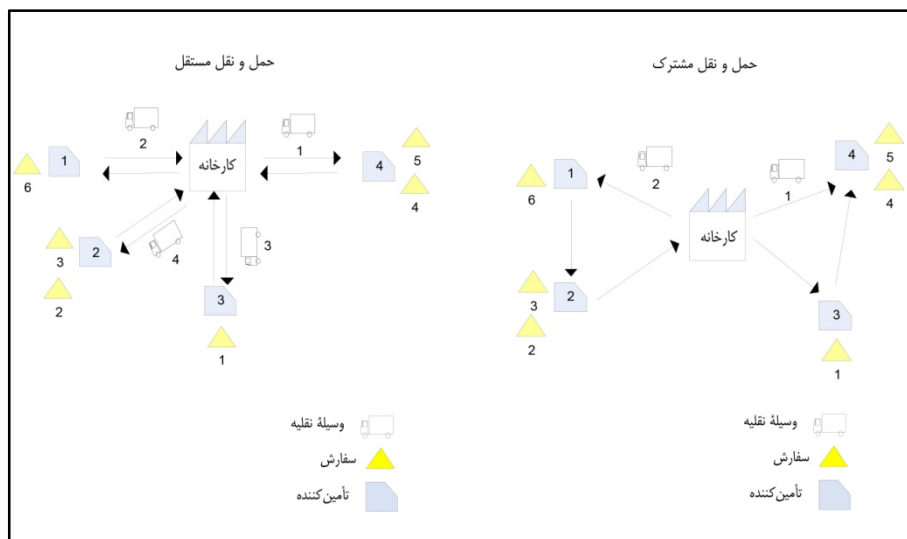 حمل و نقل مشترک
4
5
4
1
6
2
1
کارخانه
2
3
2
3
1
وسیلهٔ نقلیه
سفارش
تأمین‌کننده
حمل و نقل مستقل
2
1
1
6
کارخانه
4
5
4
2
3
2
4
3
3
1
وسیلهٔ نقلیه
سفارش
تأمین‌کننده